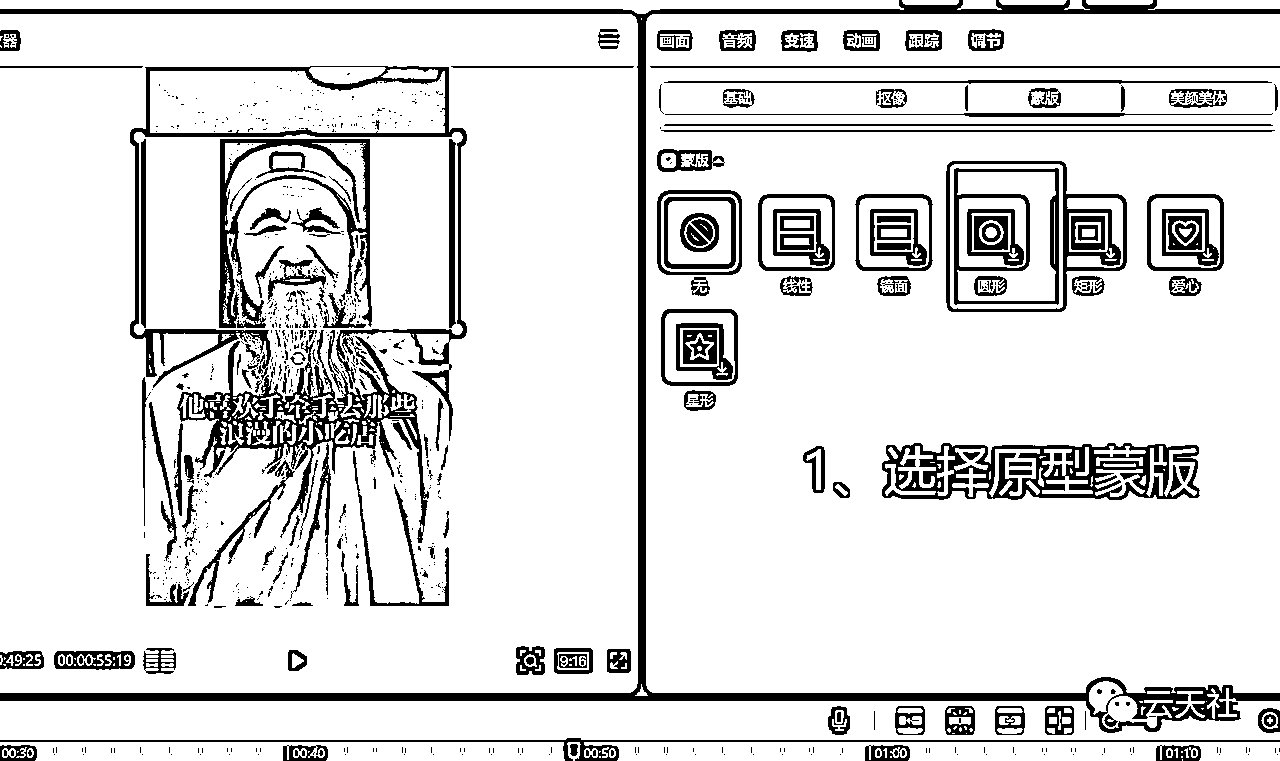 放器
画面 音频 变速 动画 跟踪 调节
基础 抠像 蒙版 美颜美体
蒙版
无 线性 镜面 圆形 矩形 爱心
星形
他喜欢手牵手去那些
浪漫的小吃店
1、选择原型蒙版
:49:25 00:00:55:19
9:16
云天社
00:30 00:40 00:50 01:00 01:10